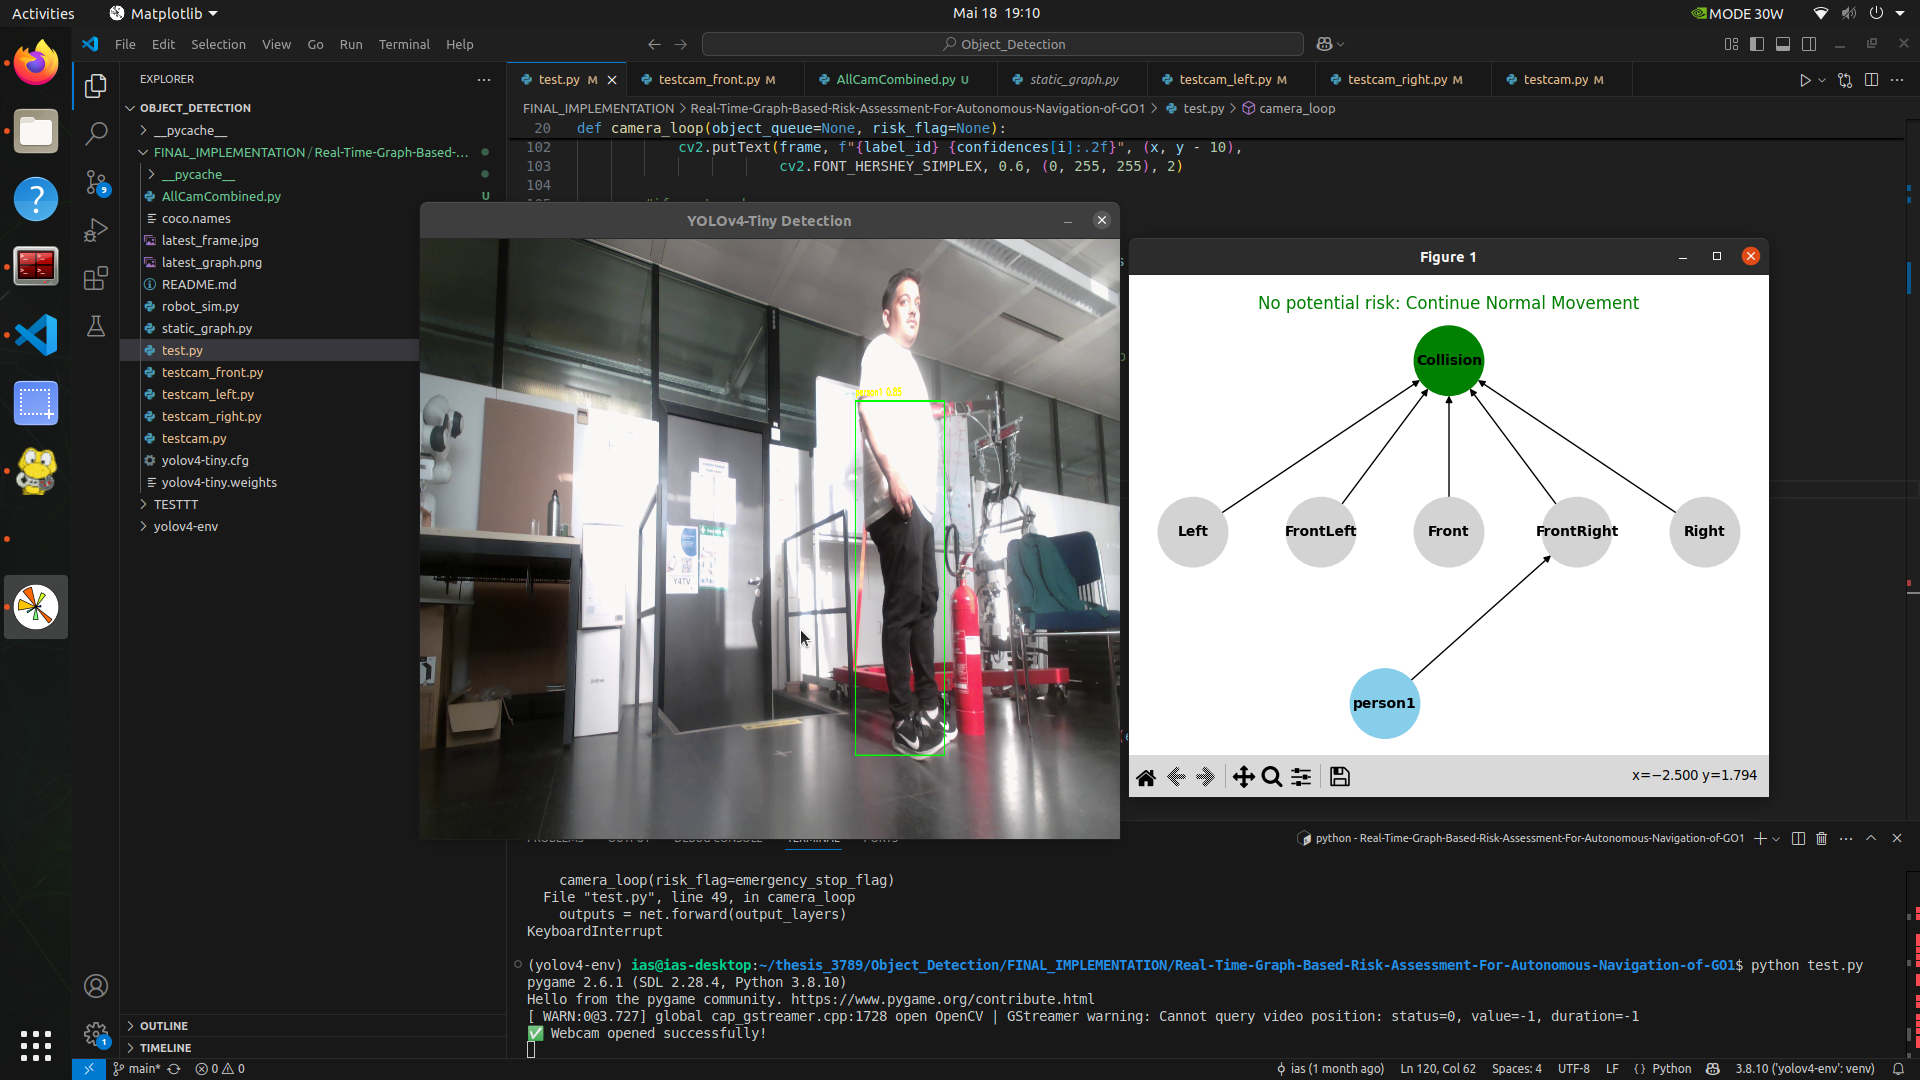 Activities
Matplotlib
Mai 18 19:10
MODE 30W
File Edit Selection View Go Run Terminal Help
Object_Detection
EXPLORER
test.py M
testcam_front.py M
AllCamCombined.py U
static_graph.py
testcam_left.py M
testcam_right.py M
testcam.py M
FINAL_IMPLEMENTATION > Real-Time-Graph-Based-Risk-Assessment-For-Autonomous-Navigation-of-GO1 > test.py > camera_loop
OBJECT_DETECTION
__pycache__
FINAL_IMPLEMENTATION / Real-Time-Graph-Based-...
__pycache__
AllCamCombined.py U
coco.names
latest_frame.jpg
latest_graph.png
README.md
robot_sim.py
static_graph.py
test.py
testcam_front.py
testcam_left.py
testcam_right.py
testcam.py
yolov4-tiny.cfg
yolov4-tiny.weights
TESTTT
yolov4-env
OUTLINE
TIMELINE
9
1
20 def camera_loop(object_queue=None, risk_flag=None):
102 cv2.putText(frame, f"{label_id} {confidences[i]:.2f}", (x, y - 10),
103 cv2.FONT_HERSHEY_SIMPLEX, 0.6, (0, 255, 255), 2)
104
YOLOv4-Tiny Detection
Y4TV
Figure 1
No potential risk: Continue Normal Movement
Collision
Left
FrontLeft
Front
FrontRight
Right
person1
x=−2.500 y=1.794
python - Real-Time-Graph-Based-Risk-Assessment-For-Autonomous-Navigation-of-GO1
camera_loop(risk_flag=emergency_stop_flag)
File "test.py", line 49, in camera_loop
outputs = net.forward(output_layers)
KeyboardInterrupt
(yolov4-env) ias@ias-desktop:~/thesis_3789/Object_Detection/FINAL_IMPLEMENTATION/Real-Time-Graph-Based-Risk-Assessment-For-Autonomous-Navigation-of-GO1$ python test.py
pygame 2.6.1 (SDL 2.28.4, Python 3.8.10)
Hello from the pygame community. https://www.pygame.org/contribute.html
[ WARN:0@3.727] global cap_gstreamer.cpp:1728 open OpenCV | GStreamer warning: Cannot query video position: status=0, value=-1, duration=-1
✅ Webcam opened successfully!
main*
0 0
ias (1 month ago)
Ln 120, Col 62
Spaces: 4
UTF-8
LF
{} Python
3.8.10 ('yolov4-env': venv)